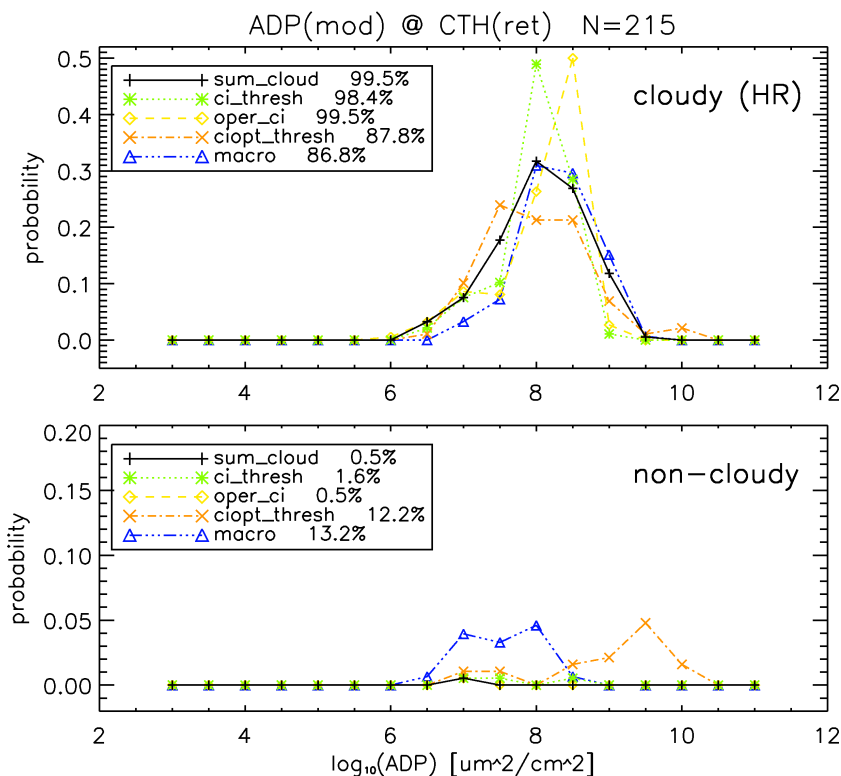 ADP(mod) @ CTH(ret) N=215
0.5
0.4
0.3
0.2
0.1
0.0
probability
sum_cloud 99.5%
ci_thresh 98.4%
oper_ci 99.5%
ciopt_thresh 87.8%
macro 86.8%
cloudy (HR)
2 4 6 8 10 12
0.20
0.15
0.10
0.05
0.00
probability
sum_cloud 0.5%
ci_thresh 1.6%
oper_ci 0.5%
ciopt_thresh 12.2%
macro 13.2%
non-cloudy
2 4 6 8 10 12
log₁₀(ADP) [um^2/cm^2]